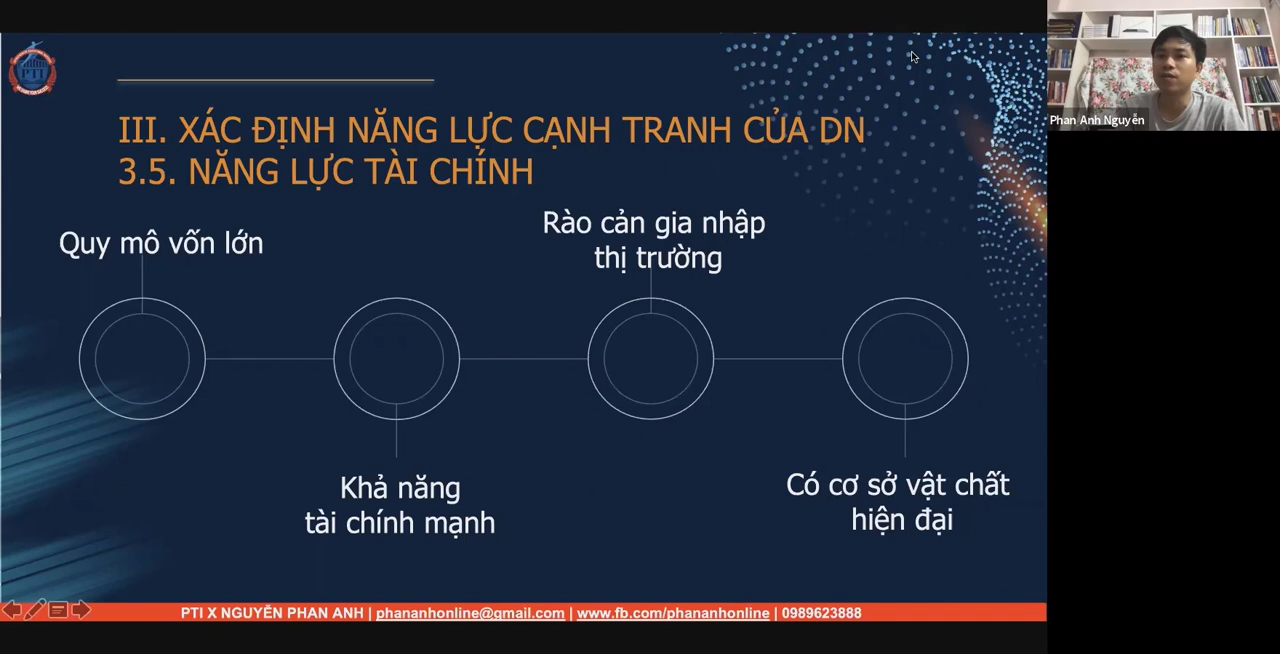 PTI
III. XÁC ĐỊNH NĂNG LỰC CẠNH TRANH CỦA DN
3.5. NĂNG LỰC TÀI CHÍNH
Quy mô vốn lớn
Rào cản gia nhập
thị trường
Khả năng
tài chính mạnh
Có cơ sở vật chất
hiện đại
PTI X NGUYỄN PHAN ANH | phananhonline@gmail.com | www.fb.com/phananhonline | 0989623888
Phan Anh Nguyễn